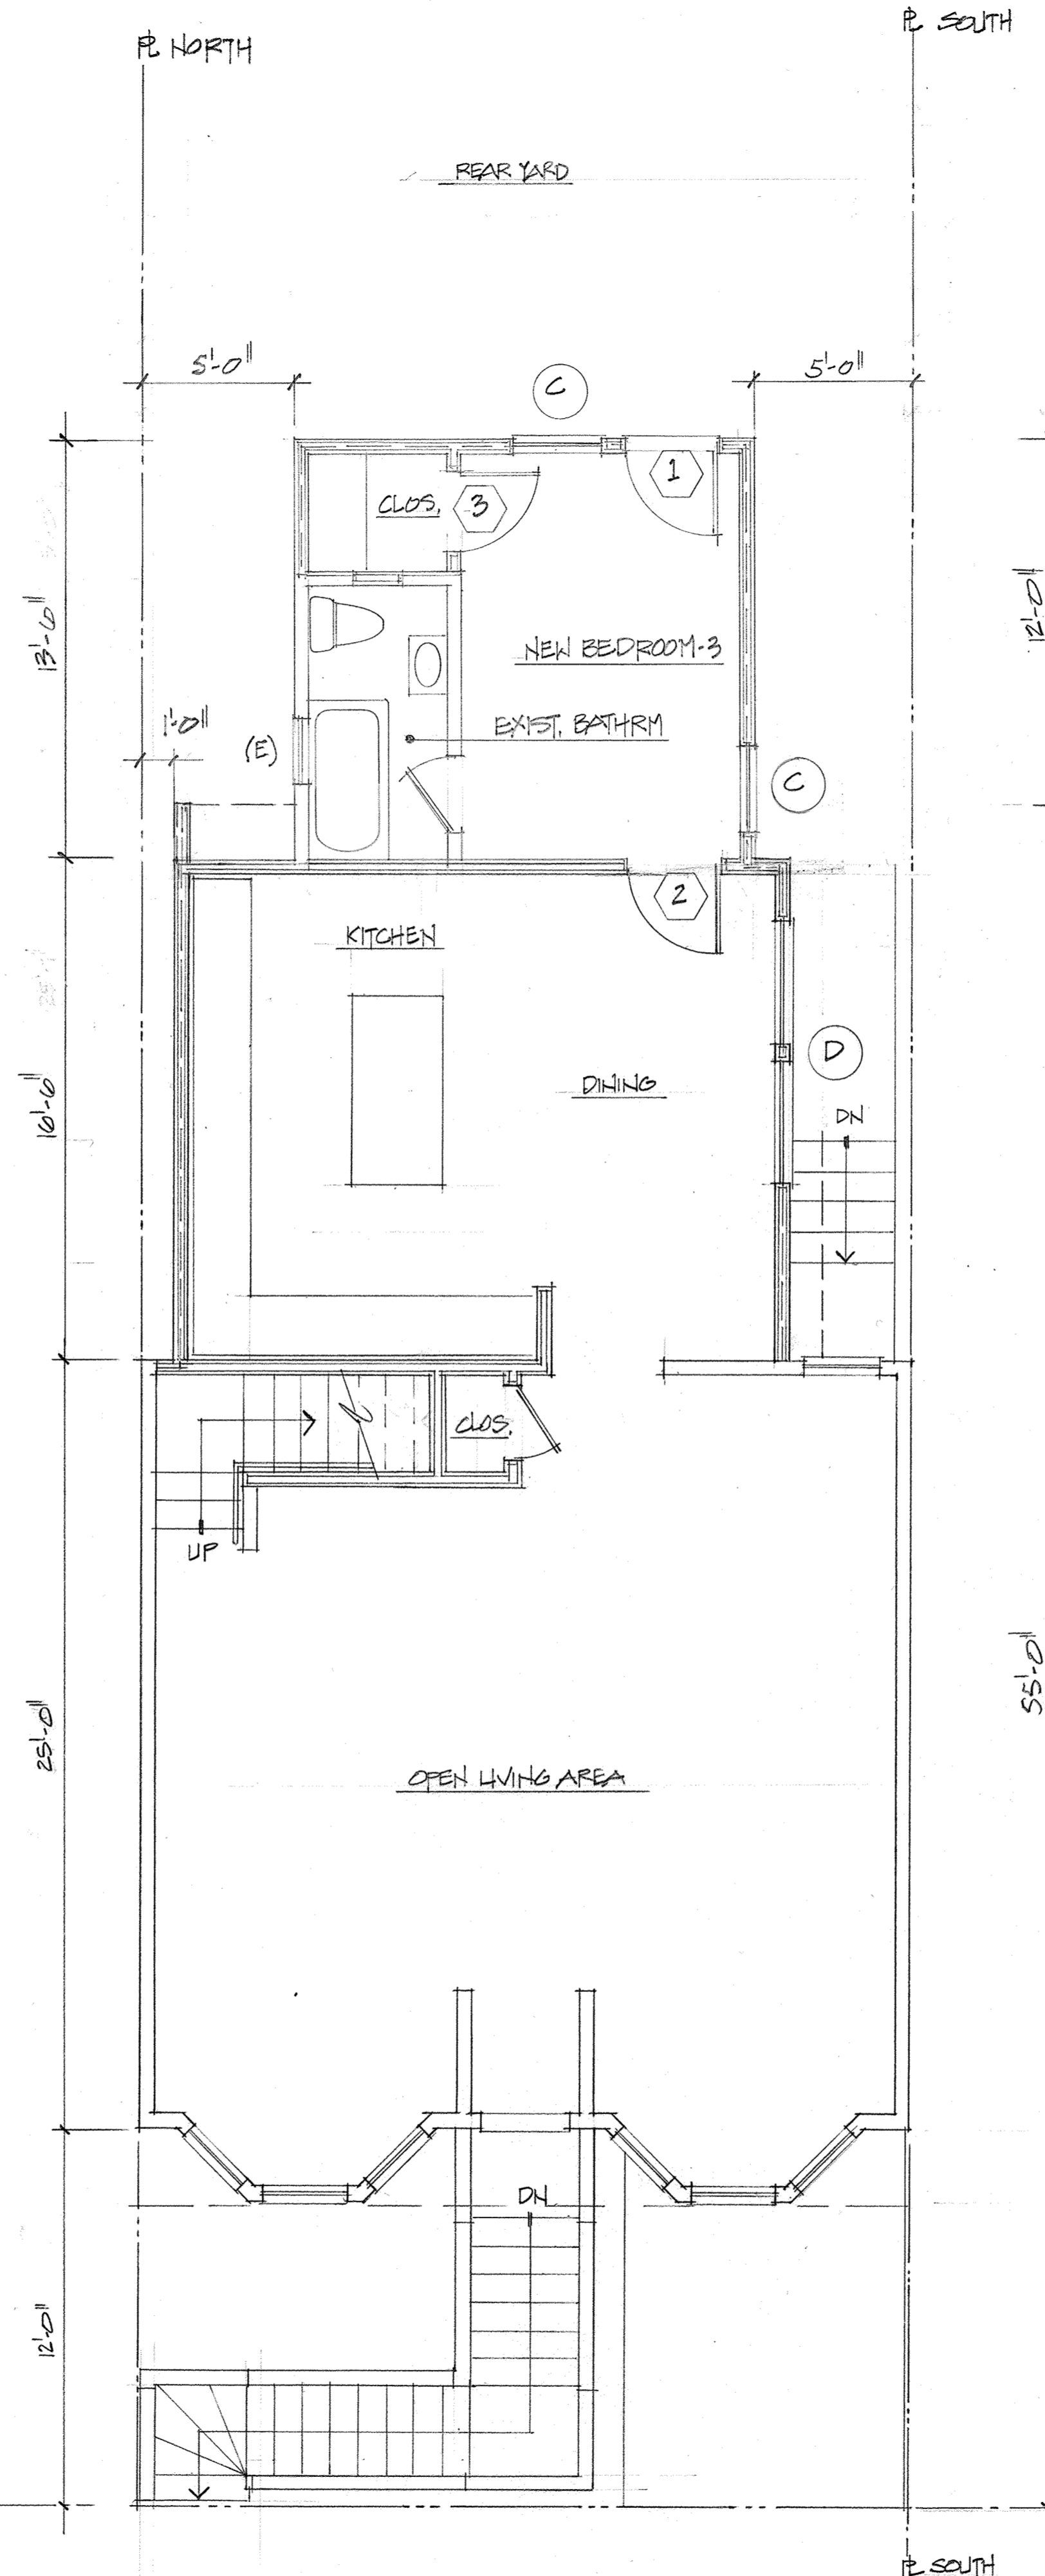 PL NORTH
PL SOUTH
REAR YARD
5'-0"
C
5'-0"
1
CLOS.
3
13'-6"
12'-0"
NEW BEDROOM-3
1'-0"
(E)
EXIST. BATHRM
C
2
KITCHEN
D
DINING
16'-6"
DN
CLOS.
UP
25'-0"
55'-0"
OPEN LIVING AREA
DN
12'-0"
PL SOUTH